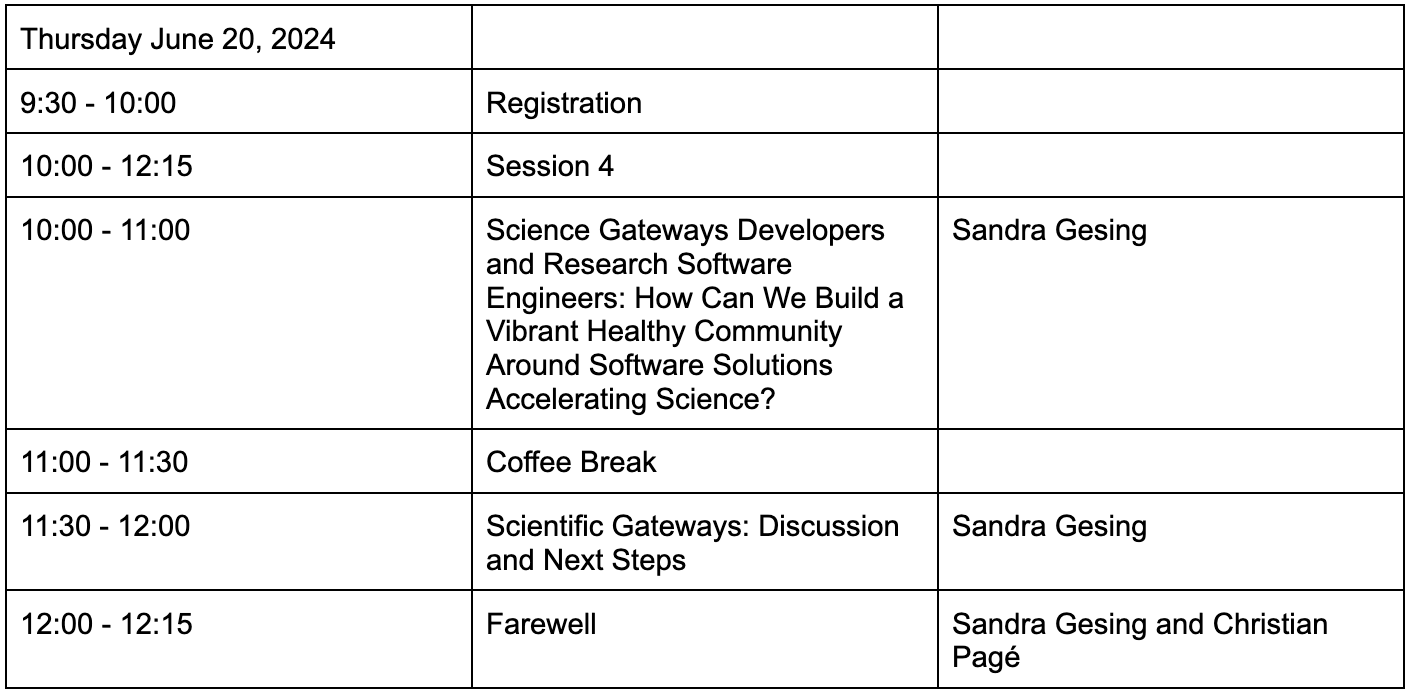 Thursday June 20, 2024
9:30 - 10:00 Registration
10:00 - 12:15 Session 4
10:00 - 11:00 Science Gateways Developers Sandra Gesing
and Research Software
Engineers: How Can We Build a
Vibrant Healthy Community
Around Software Solutions
Accelerating Science?
11:00 - 11:30 Coffee Break
11:30 - 12:00 Scientific Gateways: Discussion Sandra Gesing
and Next Steps
12:00 - 12:15 Farewell Sandra Gesing and Christian
Pagé